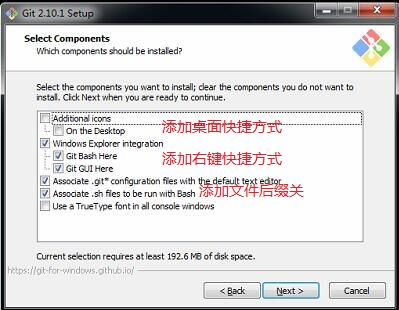 Git 2.10.1 Setup
Select Components
Which components should be installed?
Select the components you want to install; clear the components you do not want to
install. Click Next when you are ready to continue.
Additional icons
On the Desktop
添加桌面快捷方式
Windows Explorer integration
Git Bash Here
添加右键快捷方式
Git GUI Here
Associate .git* configuration files with the default text editor
Associate .sh files to be run with Bash
添加文件后缀关
Use a TrueType font in all console windows
Current selection requires at least 192.6 MB of disk space.
https://git-for-windows.github.io/
< Back
Next >
Cancel